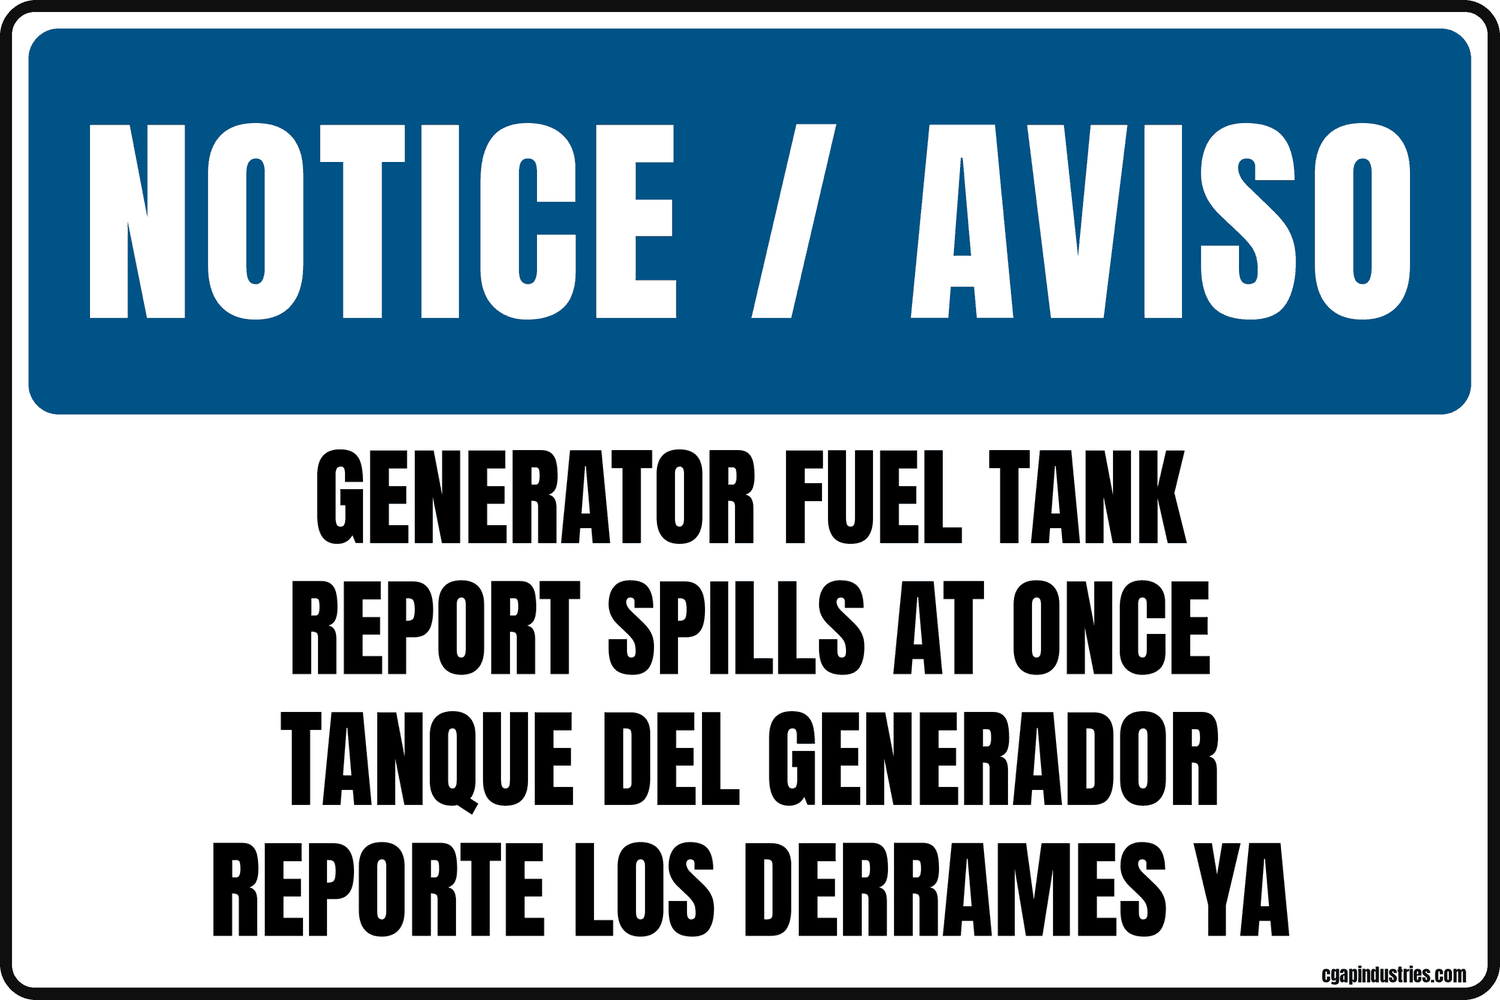 NOTICE / AVISO
GENERATOR FUEL TANK
REPORT SPILLS AT ONCE
TANQUE DEL GENERADOR
REPORTE LOS DERRAMES YA
cgapindustries.com